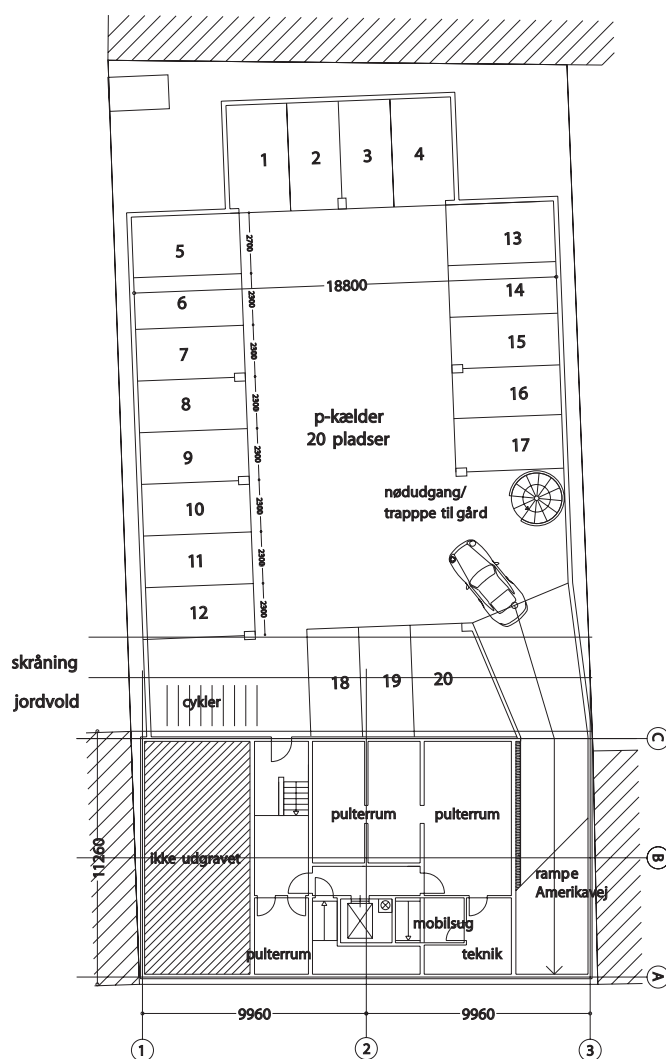 1
2
3
4
5
2700
13
18800
6
2300
14
7
2300
15
8
2300
p-kælder
20 pladser
16
9
2300
17
nødudgang/
trapppe til gård
10
2300
11
2300
12
2300
skråning
jordvold
18
19
20
cykler
C
11260
ikke udgravet
pulterrum
pulterrum
B
rampe
Amerikavej
mobilsug
pulterrum
teknik
A
9960
9960
1
2
3